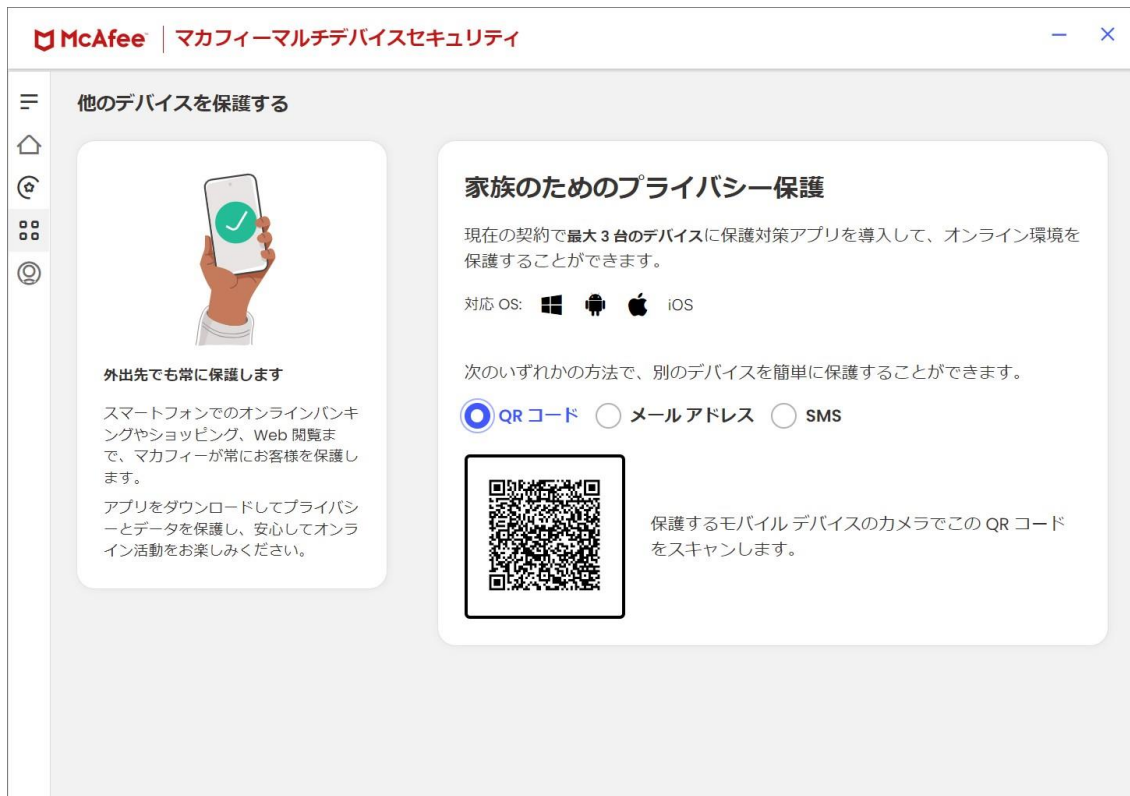 McAfee マカフィーマルチデバイスセキュリティ
他のデバイスを保護する
外出先でも常に保護します
スマートフォンでのオンラインバンキ
ングやショッピング、Web 閲覧ま
で、マカフィーが常にお客様を保護し
ます。
アプリをダウンロードしてプライバシ
ーとデータを保護し、安心してオンラ
イン活動をお楽しみください。
家族のためのプライバシー保護
現在の契約で最大 3 台のデバイスに保護対策アプリを導入して、オンライン環境を
保護することができます。
対応 OS: iOS
次のいずれかの方法で、別のデバイスを簡単に保護することができます。
QR コード メール アドレス SMS
保護するモバイル デバイスのカメラでこの QR コード
をスキャンします。